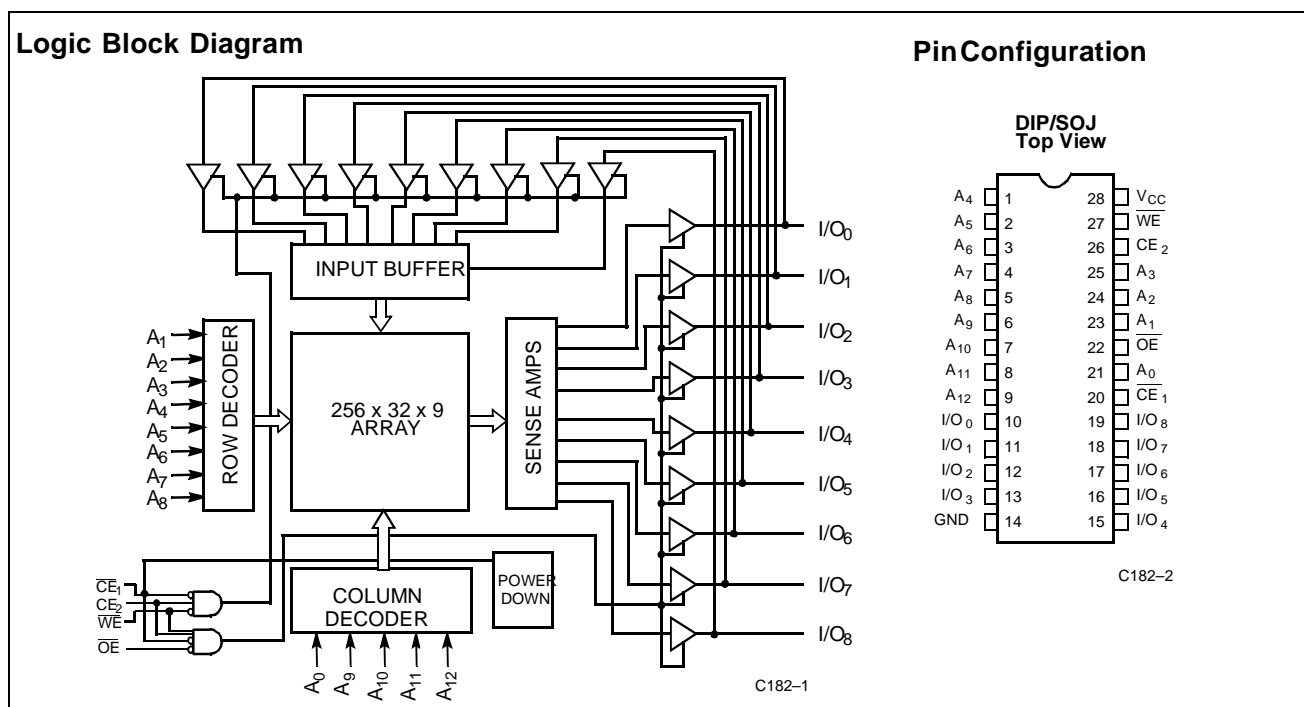 Logic Block Diagram
INPUT BUFFER
A1
A2
A3
A4
A5
A6
A7
A8
ROW DECODER
256 x 32 x 9
ARRAY
SENSE AMPS
I/O0
I/O1
I/O2
I/O3
I/O4
I/O5
I/O6
I/O7
I/O8
CE1
CE2
WE
OE
COLUMN
DECODER
POWER
DOWN
A0
A9
A10
A11
A12
C182–1
Pin Configuration
DIP/SOJ
Top View
A4 1 28 VCC
A5 2 27 WE
A6 3 26 CE2
A7 4 25 A3
A8 5 24 A2
A9 6 23 A1
A10 7 22 OE
A11 8 21 A0
A12 9 20 CE1
I/O0 10 19 I/O8
I/O1 11 18 I/O7
I/O2 12 17 I/O6
I/O3 13 16 I/O5
GND 14 15 I/O4
C182–2